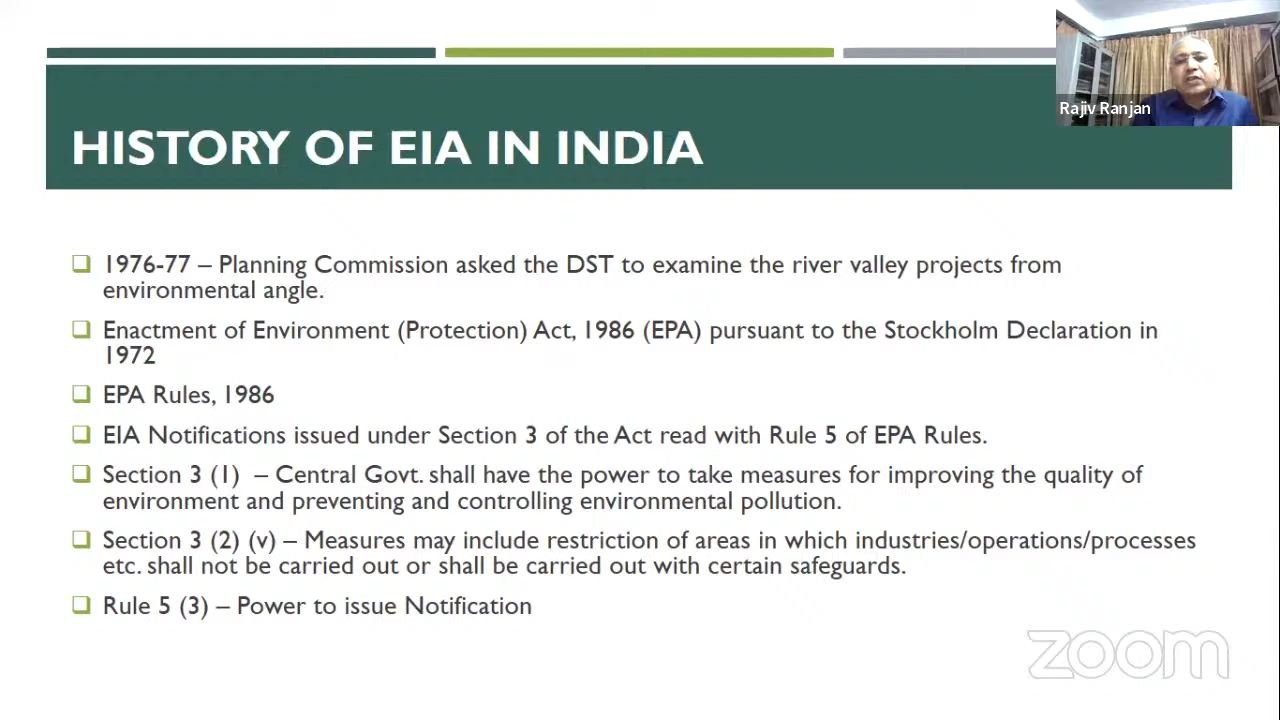 Rajiv Ranjan
HISTORY OF EIA IN INDIA
1976-77 – Planning Commission asked the DST to examine the river valley projects from
environmental angle.
Enactment of Environment (Protection) Act, 1986 (EPA) pursuant to the Stockholm Declaration in
1972
EPA Rules, 1986
EIA Notifications issued under Section 3 of the Act read with Rule 5 of EPA Rules.
Section 3 (1) – Central Govt. shall have the power to take measures for improving the quality of
environment and preventing and controlling environmental pollution.
Section 3 (2) (v) – Measures may include restriction of areas in which industries/operations/processes
etc. shall not be carried out or shall be carried out with certain safeguards.
Rule 5 (3) – Power to issue Notification
zoom